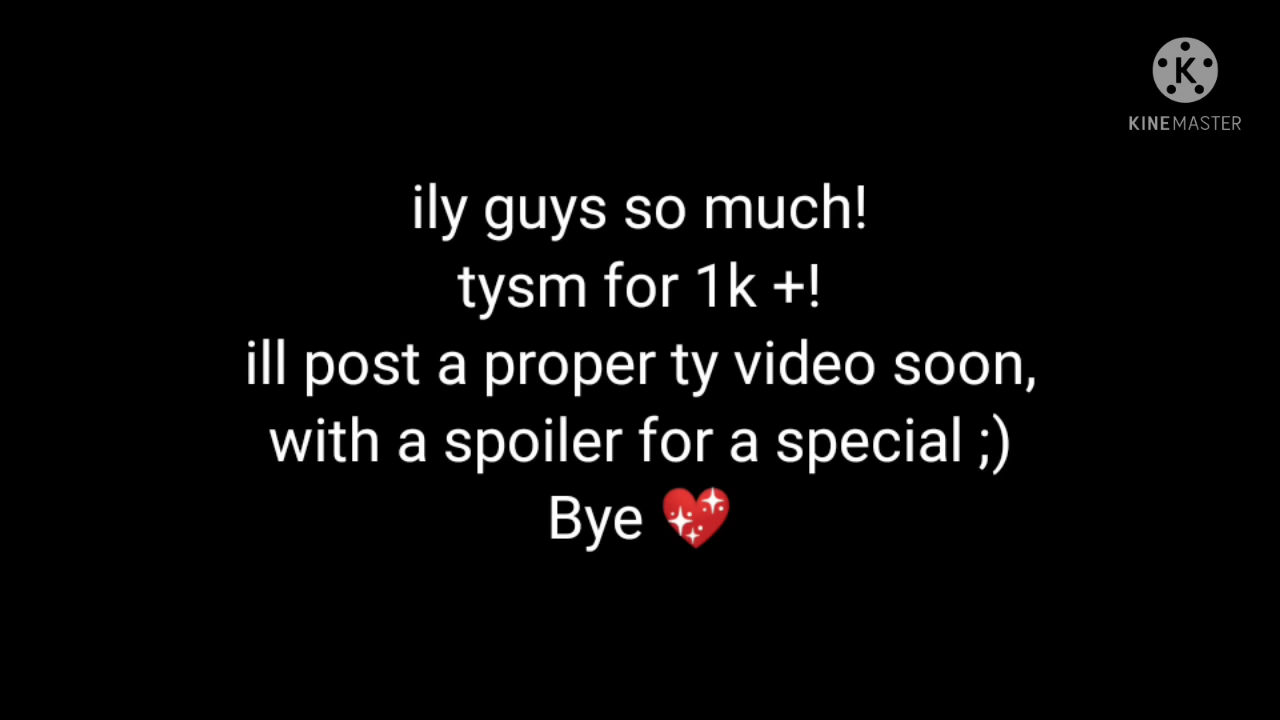 K
KINEMASTER
ily guys so much!
tysm for 1k +!
ill post a proper ty video soon,
with a spoiler for a special ;)
Bye 💖